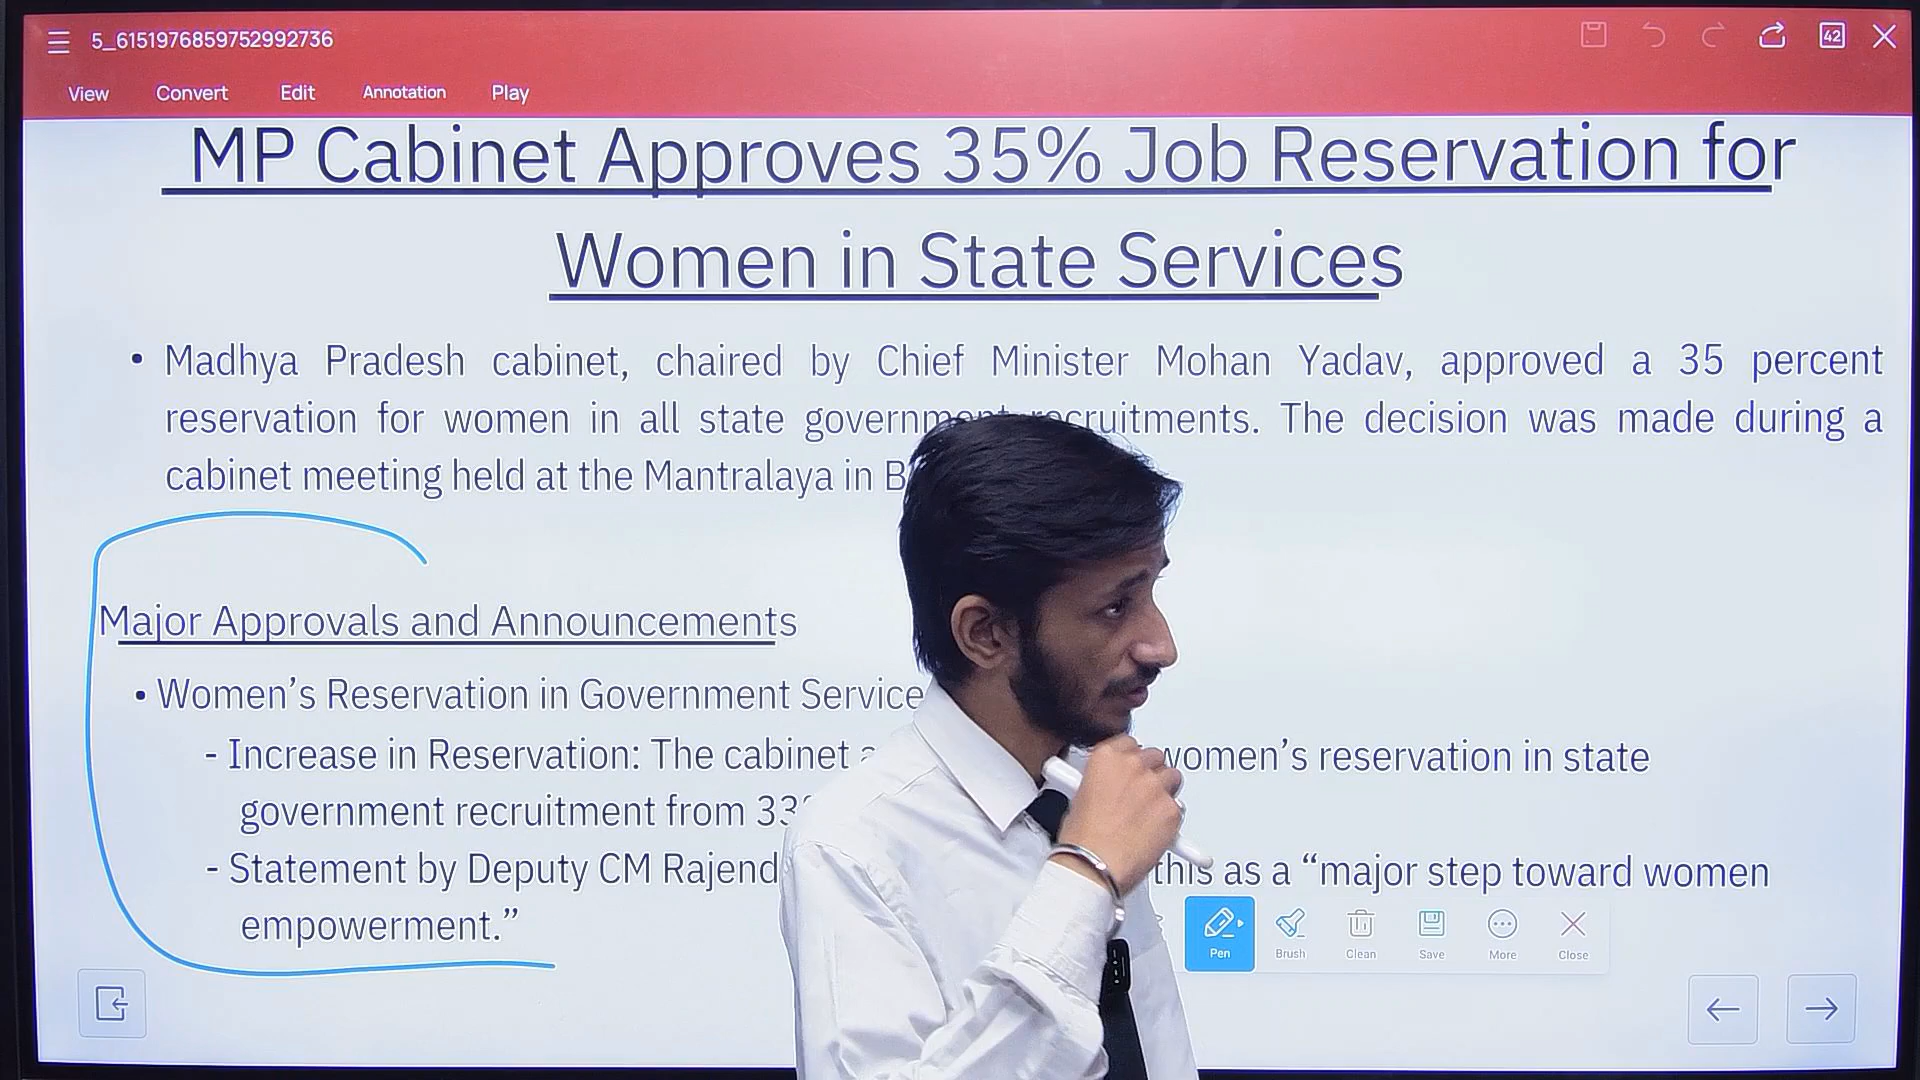 5_6151976859752992736
42
View Convert Edit Annotation Play
MP Cabinet Approves 35% Job Reservation for
Women in State Services
• Madhya Pradesh cabinet, chaired by Chief Minister Mohan Yadav, approved a 35 percent
reservation for women in all state government recruitments. The decision was made during a
cabinet meeting held at the Mantralaya in
Major Approvals and Announcements
• Women’s Reservation in Government Service
- Increase in Reservation: The cabinet women’s reservation in state
government recruitment from
- Statement by Deputy CM this as a “major step toward women
empowerment.”
Pen Brush Clean Save More Close